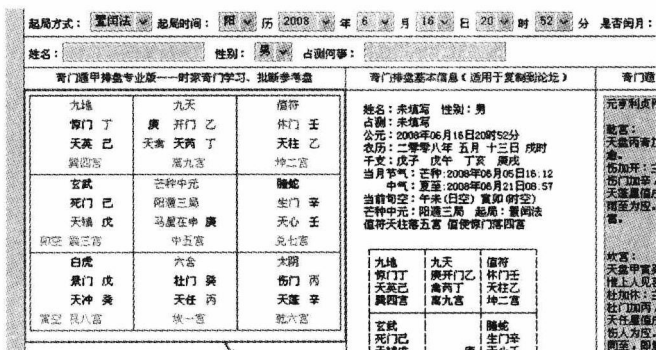 起局方式： 置闰法 起局时间： 阳 历 2008 年 6 月 16 日 20 时 52 分 是否闰月：
姓名： 性别： 男 占测何事：
奇门遁甲排盘专业版——时家奇门学习、批断参考盘
九地 九天 值符
惊门 丁 庚 开门 乙 休门 壬
天英 己 天禽 天芮 丁 天柱 乙
巽四宫 离九宫 坤二宫
玄武 芒种中元 螣蛇
死门 己 阳遁三局 生门 辛
天辅 戊 马星在申 庚 天心 壬
卯空 震三宫 中五宫 兑七宫
白虎 六合 太阴
景门 戊 杜门 癸 伤门 丙
天冲 癸 天任 丙 天蓬 辛
寅空 艮八宫 坎一宫 乾六宫
奇门排盘基本信息（适用于复制到论坛）
姓名：未填写 性别：男
占测：未填写
公元：2008年06月16日20时52分
农历：二零零八年 五月 十三日 戌时
干支：戊子 戊午 丁亥 庚戌
当月节气：芒种:2008年06月05日16.12
中气：夏至:2008年06月21日08.57
当前旬空：午未(日空) 寅卯(时空)
芒种中元：阳遁三局 起局：置闰法
值符天柱落五宫 值使惊门落四宫
九地 九天 值符
惊门丁 庚开门乙 休门壬
天英己 禽芮丁 天柱乙
巽四宫 离九宫 坤二宫
玄武 螣蛇
死门己 生门辛
奇门遁
元亨利贞网
乾宫：